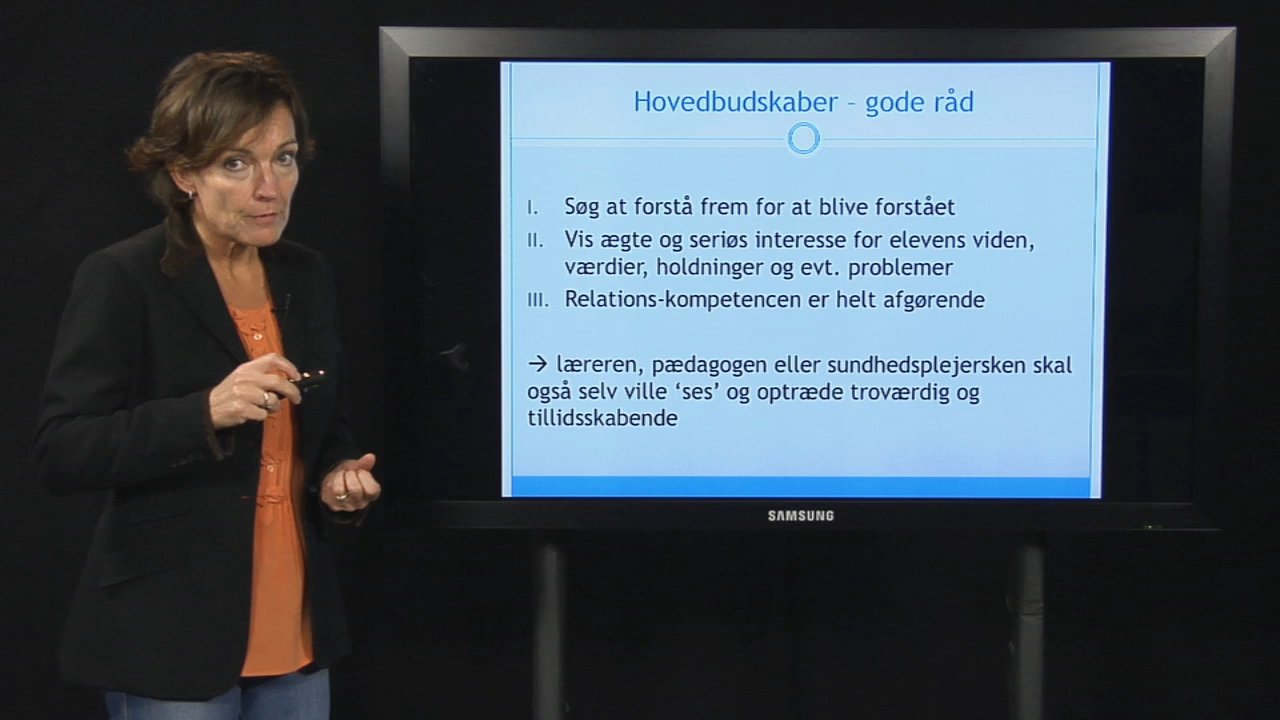 Hovedbudskaber – gode råd
I. Søg at forstå frem for at blive forstået
II. Vis ægte og seriøs interesse for elevens viden,
værdier, holdninger og evt. problemer
III. Relations-kompetencen er helt afgørende
→ læreren, pædagogen eller sundhedsplejersken skal
også selv ville ‘ses’ og optræde troværdig og
tillidsskabende
SAMSUNG